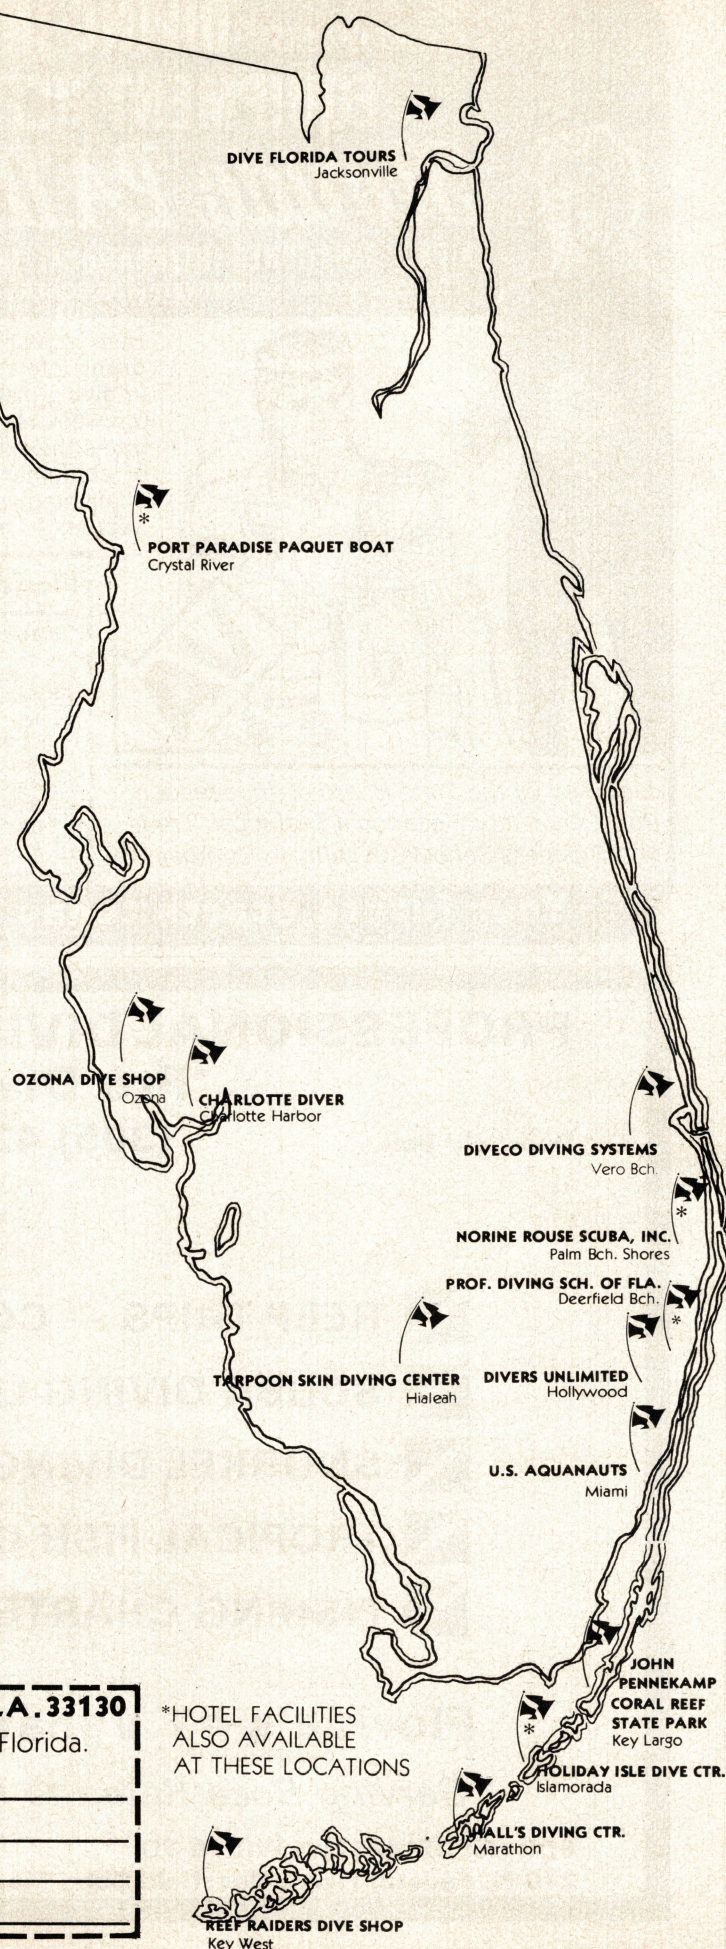 DIVE FLORIDA TOURS
Jacksonville
*
PORT PARADISE PAQUET BOAT
Crystal River
OZONA DIVE SHOP
Ozona
CHARLOTTE DIVER
Charlotte Harbor
DIVECO DIVING SYSTEMS
Vero Bch.
*
NORINE ROUSE SCUBA, INC.
Palm Bch. Shores
PROF. DIVING SCH. OF FLA.
Deerfield Bch.
*
TARPOON SKIN DIVING CENTER
Hialeah
DIVERS UNLIMITED
Hollywood
U.S. AQUANAUTS
Miami
JOHN
PENNEKAMP
CORAL REEF
STATE PARK
Key Largo
*
HOLIDAY ISLE DIVE CTR.
Islamorada
HALL'S DIVING CTR.
Marathon
REEF RAIDERS DIVE SHOP
Key West
*HOTEL FACILITIES
ALSO AVAILABLE
AT THESE LOCATIONS
LA. 33130
Florida.